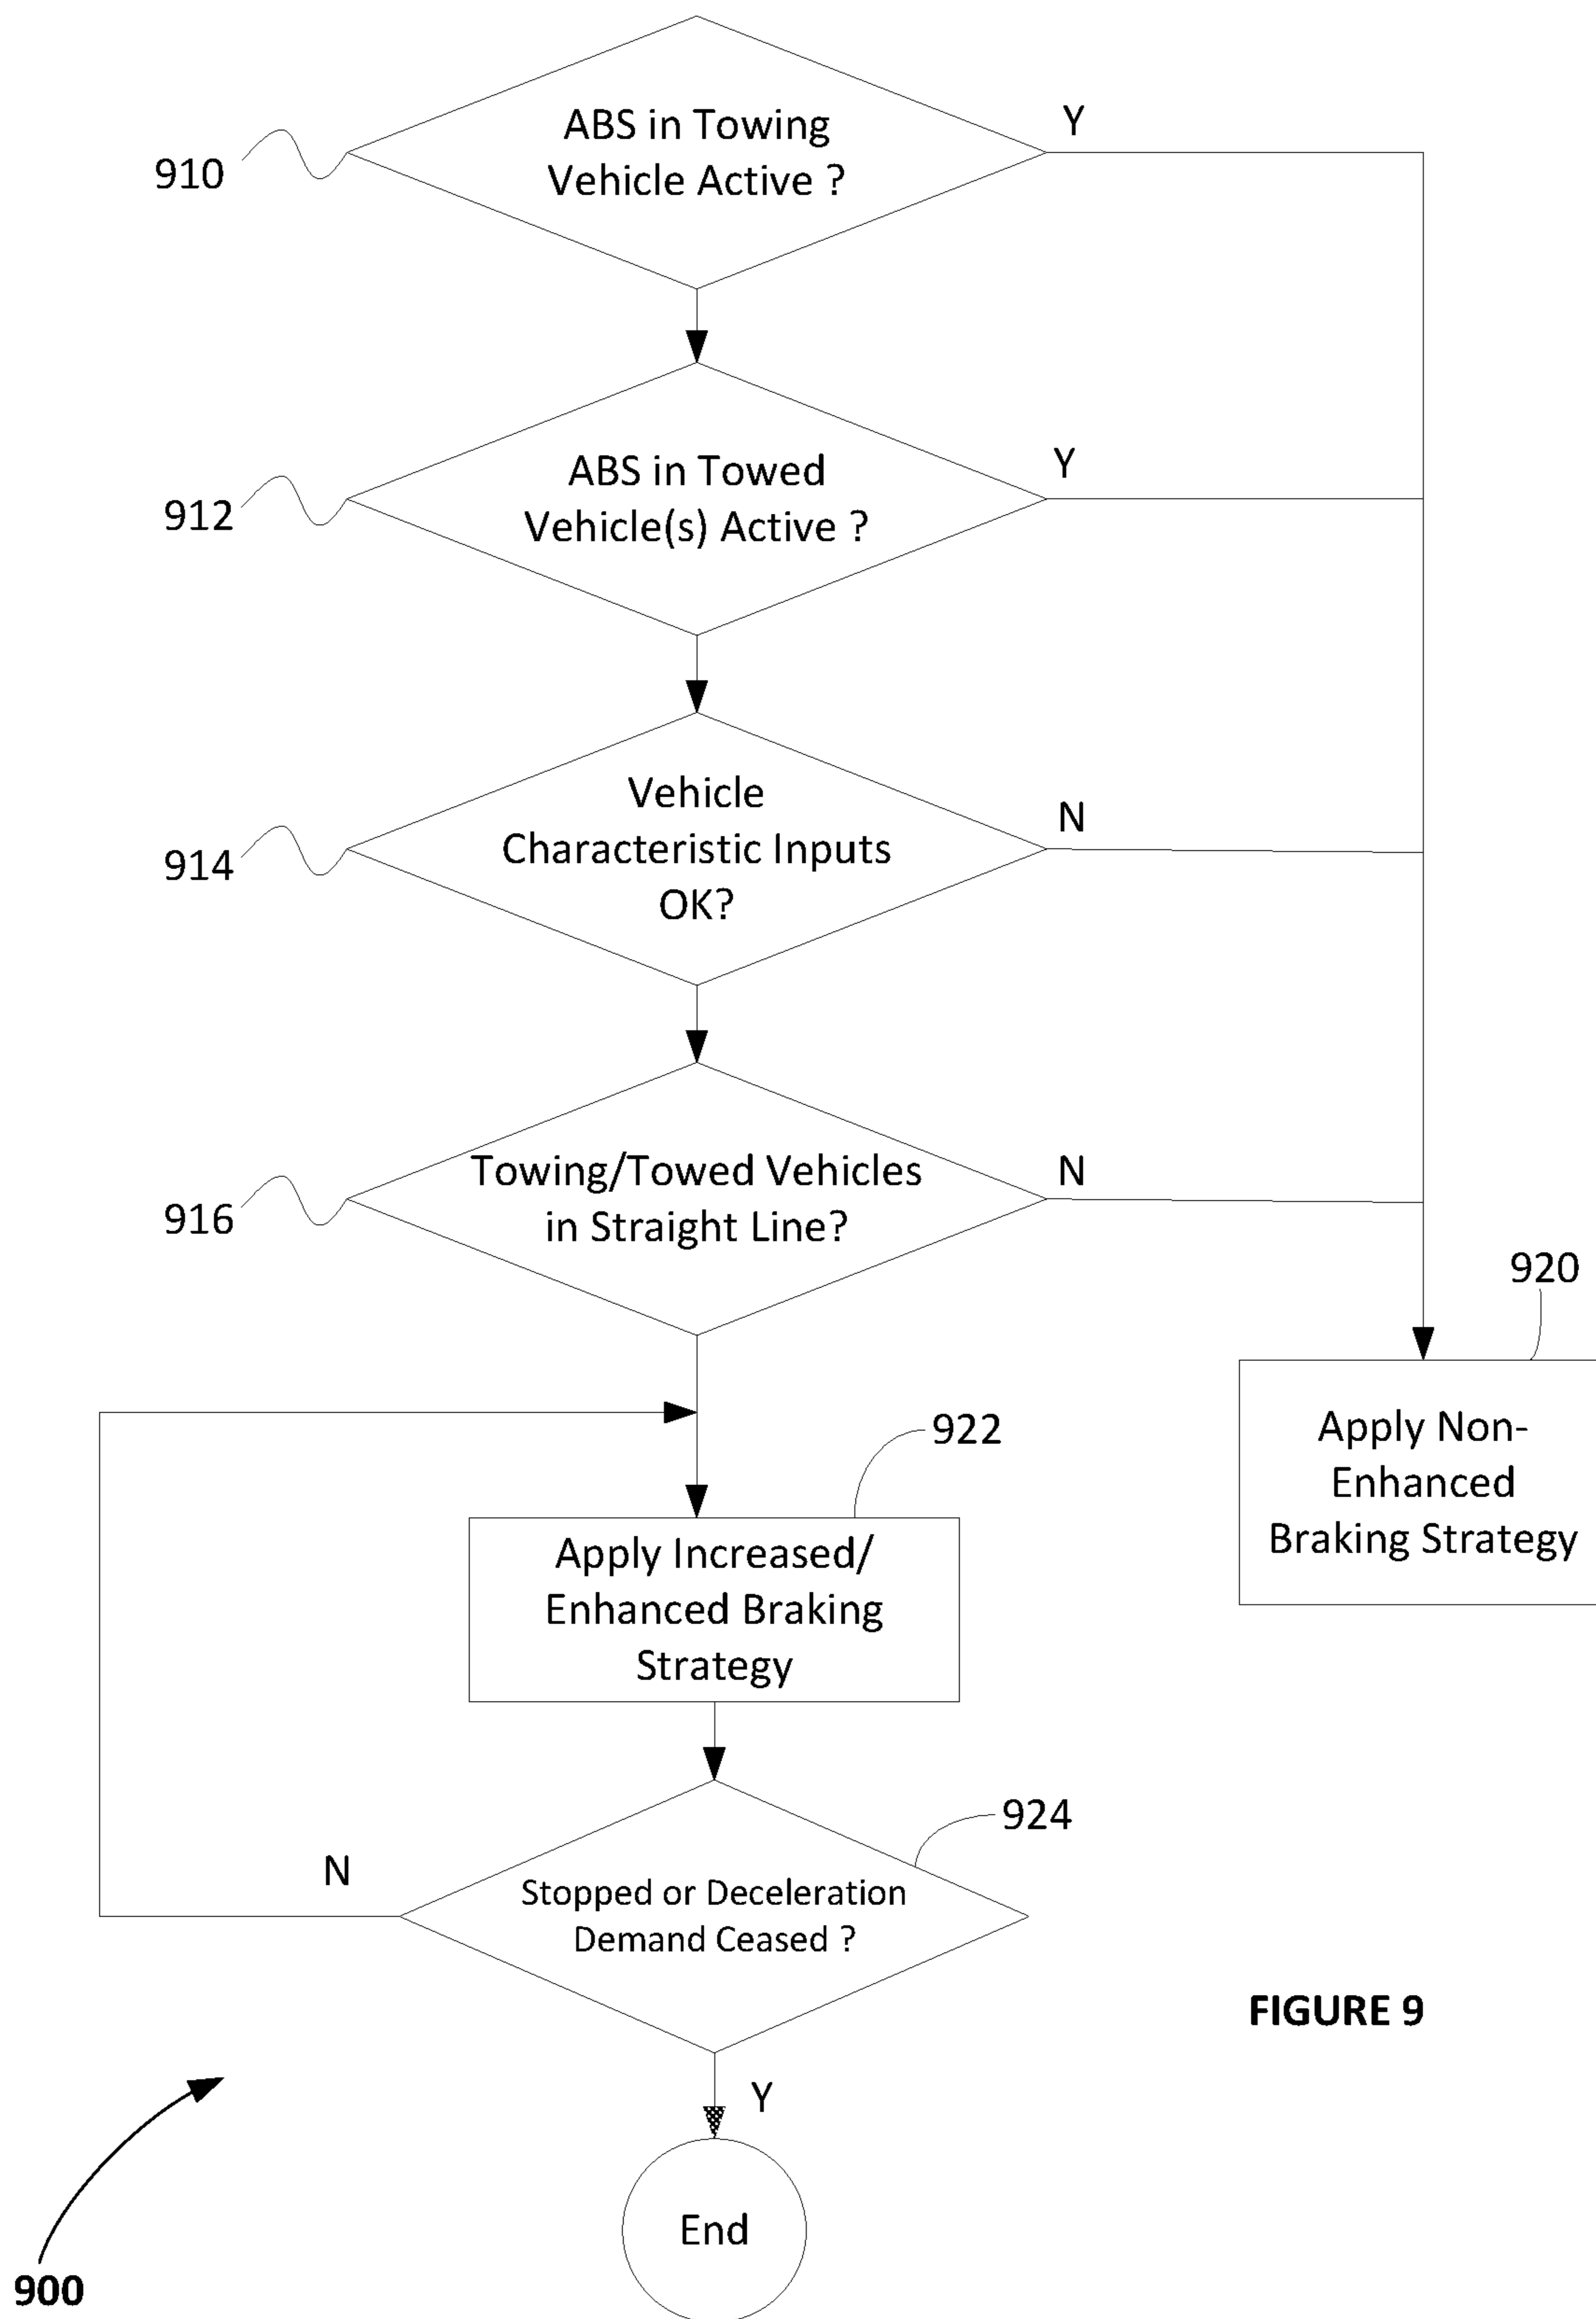 ABS in Towing
Vehicle Active ?
Y
910
ABS in Towed
Vehicle(s) Active ?
Y
912
Vehicle
Characteristic Inputs
OK?
N
914
Towing/Towed Vehicles
in Straight Line?
N
916
920
Apply Non-
Enhanced
Braking Strategy
922
Apply Increased/
Enhanced Braking
Strategy
924
N
Stopped or Deceleration
Demand Ceased ?
FIGURE 9
Y
End
900